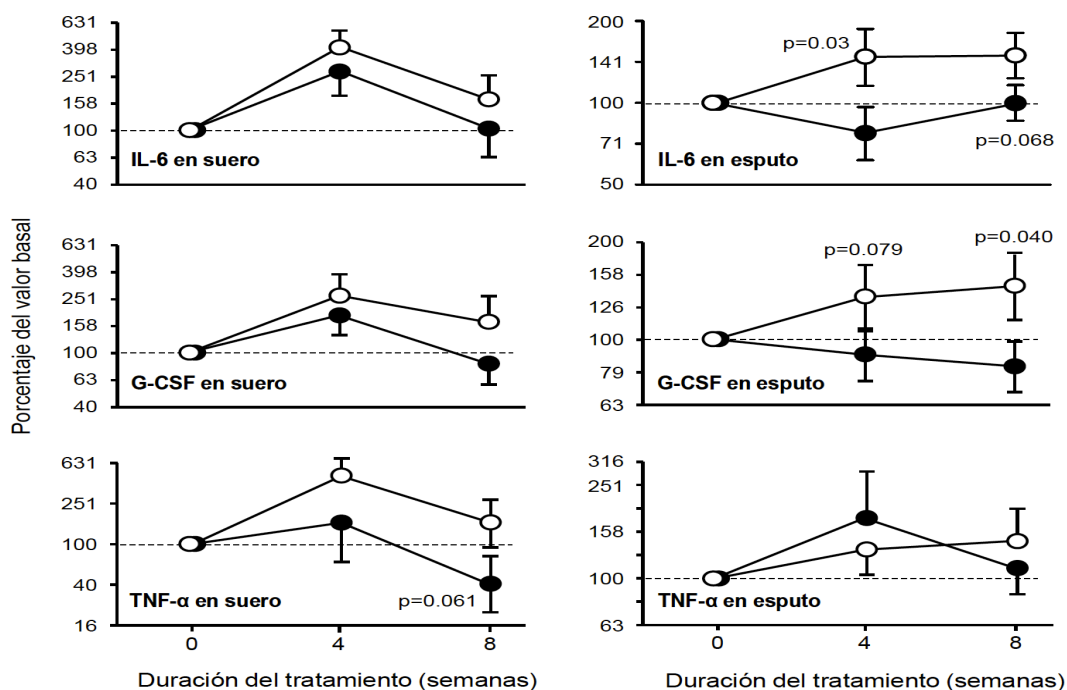 Porcentaje del valor basal
631
398
251
158
100
63
40
IL-6 en suero
200
141
100
71
50
p=0.03
p=0.068
IL-6 en esputo
631
398
251
158
100
63
40
G-CSF en suero
200
158
126
100
79
63
p=0.079
p=0.040
G-CSF en esputo
631
251
100
40
16
TNF-α en suero
p=0.061
0
4
8
Duración del tratamiento (semanas)
316
251
158
100
63
TNF-α en esputo
0
4
8
Duración del tratamiento (semanas)